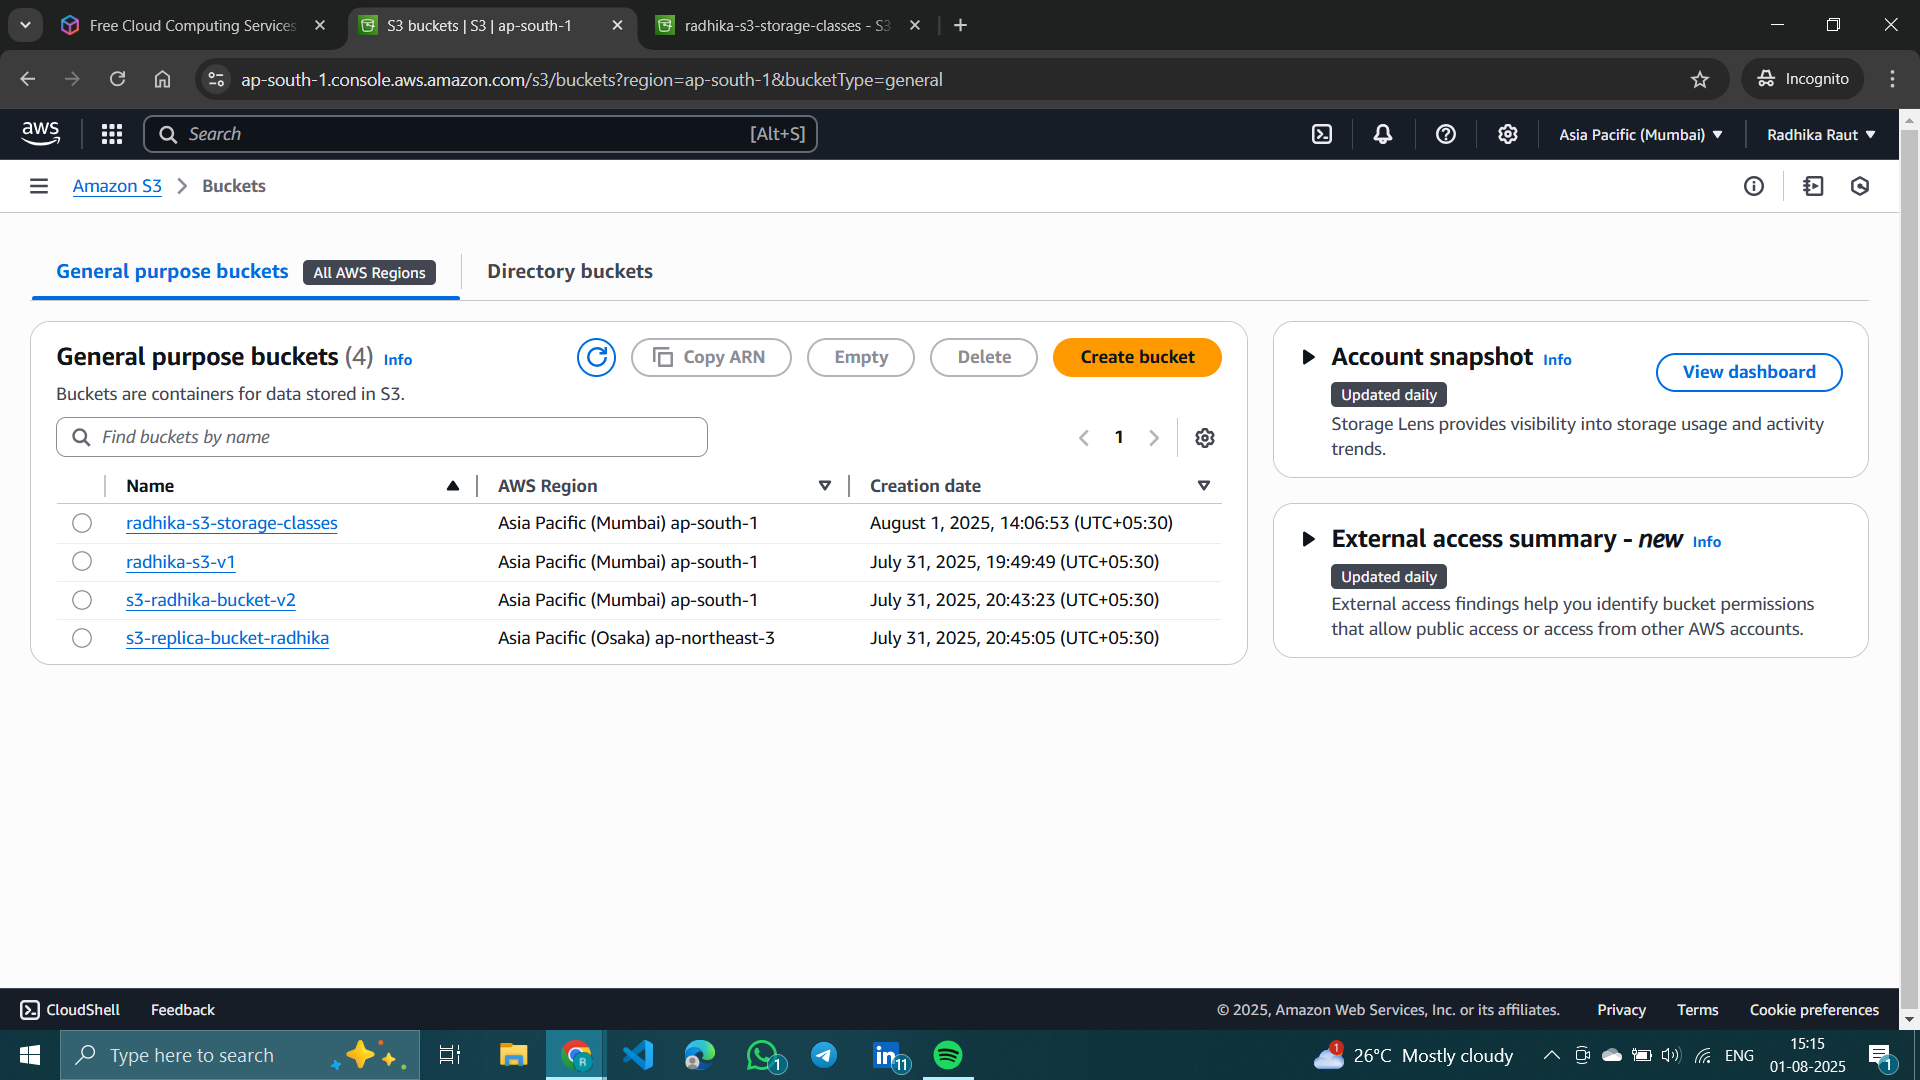 Free Cloud Computing Services
S3 buckets | S3 | ap-south-1
radhika-s3-storage-classes - S3
ap-south-1.console.aws.amazon.com/s3/buckets?region=ap-south-1&bucketType=general
Incognito
aws
Search
[Alt+S]
Asia Pacific (Mumbai)
Radhika Raut
Amazon S3
Buckets
General purpose buckets
All AWS Regions
Directory buckets
General purpose buckets (4) Info
Copy ARN
Empty
Delete
Create bucket
Buckets are containers for data stored in S3.
Find buckets by name
1
Name AWS Region Creation date
radhika-s3-storage-classes Asia Pacific (Mumbai) ap-south-1 August 1, 2025, 14:06:53 (UTC+05:30)
radhika-s3-v1 Asia Pacific (Mumbai) ap-south-1 July 31, 2025, 19:49:49 (UTC+05:30)
s3-radhika-bucket-v2 Asia Pacific (Mumbai) ap-south-1 July 31, 2025, 20:43:23 (UTC+05:30)
s3-replica-bucket-radhika Asia Pacific (Osaka) ap-northeast-3 July 31, 2025, 20:45:05 (UTC+05:30)
Account snapshot Info
View dashboard
Updated daily
Storage Lens provides visibility into storage usage and activity
trends.
External access summary - new Info
Updated daily
External access findings help you identify bucket permissions
that allow public access or access from other AWS accounts.
CloudShell
Feedback
© 2025, Amazon Web Services, Inc. or its affiliates.
Privacy
Terms
Cookie preferences
Type here to search
R
1
in
11
1
26°C Mostly cloudy
ENG
15:15
01-08-2025
1